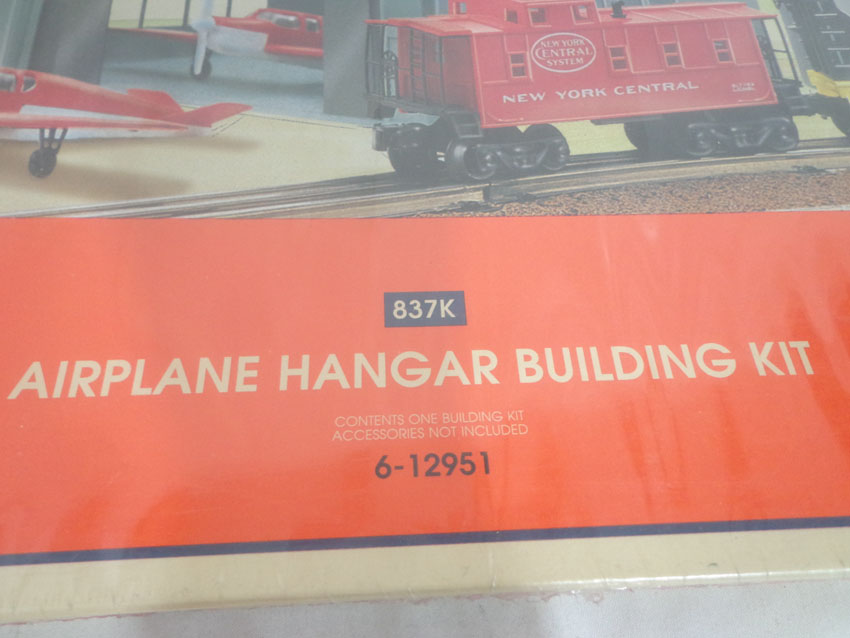 NEW YORK
CENTRAL
SYSTEM
NEW YORK CENTRAL
837K
AIRPLANE HANGAR BUILDING KIT
CONTENTS ONE BUILDING KIT
ACCESSORIES NOT INCLUDED
6-12951